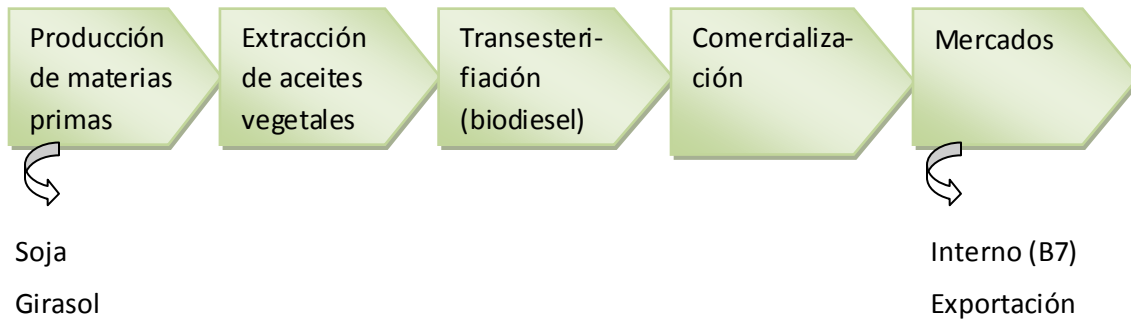 Producción
de materias
primas
Extracción
de aceites
vegetales
Transesteri-
fiación
(biodiesel)
Comercializa-
ción
Mercados
Soja
Girasol
Interno (B7)
Exportación